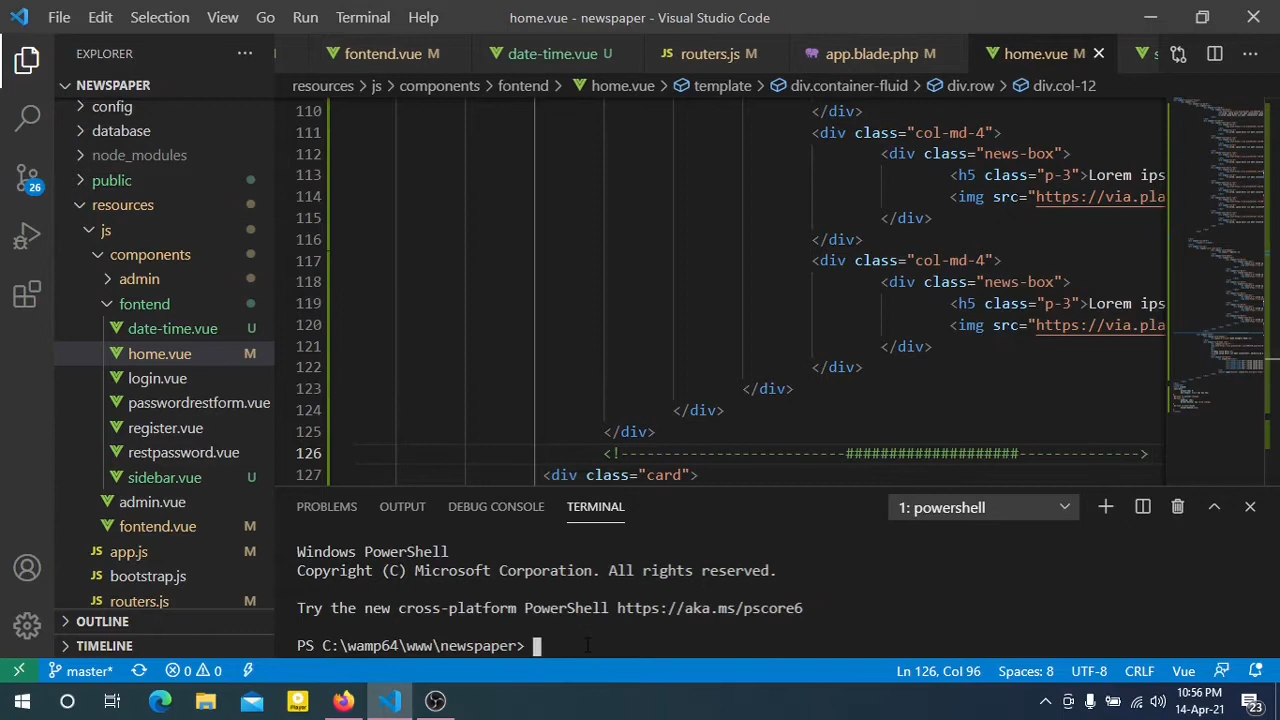 File Edit Selection View Go Run Terminal Help home.vue - newspaper - Visual Studio Code
EXPLORER
fontend.vue M date-time.vue U routers.js M app.blade.php M home.vue M
resources > js > components > fontend > home.vue > template > div.container-fluid > div.row > div.col-12
NEWSPAPER
config
database
node_modules
public
resources
js
components
admin
fontend
date-time.vue U
home.vue M
login.vue
passwordrestform.vue
register.vue
restpassword.vue
sidebar.vue U
admin.vue
fontend.vue M
app.js M
bootstrap.js
routers.js M
OUTLINE
TIMELINE
26
110 </div>
111 <div class="col-md-4">
112 <div class="news-box">
113 <h5 class="p-3">Lorem ips
114 <img src="https://via.pla
115 </div>
116 </div>
117 <div class="col-md-4">
118 <div class="news-box">
119 <h5 class="p-3">Lorem ips
120 <img src="https://via.pla
121 </div>
122 </div>
123 </div>
124 </div>
125 </div>
126 <!--------------------------####################-------------->
127 <div class="card">
PROBLEMS OUTPUT DEBUG CONSOLE TERMINAL 1: powershell
Windows PowerShell
Copyright (C) Microsoft Corporation. All rights reserved.
Try the new cross-platform PowerShell https://aka.ms/pscore6
PS C:\wamp64\www\newspaper>
master* 0 0 Ln 126, Col 96 Spaces: 8 UTF-8 CRLF Vue
Player
10:56 PM
14-Apr-21
23